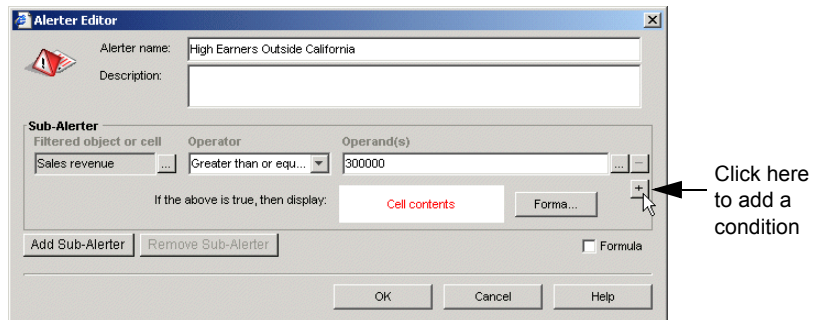 Alerter Editor
Alerter name: High Earners Outside California
Description:
Sub-Alerter
Filtered object or cell Operator Operand(s)
Sales revenue ... Greater than or equ... 300000 ... −
+
If the above is true, then display: Cell contents Forma...
Click here
to add a
condition
Add Sub-Alerter Remove Sub-Alerter Formula
OK Cancel Help